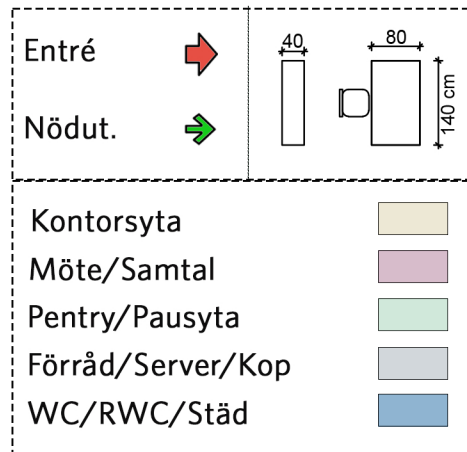 Entré
Nödut.
40
80
140 cm
Kontorsyta
Möte/Samtal
Pentry/Pausyta
Förråd/Server/Kop
WC/RWC/Städ